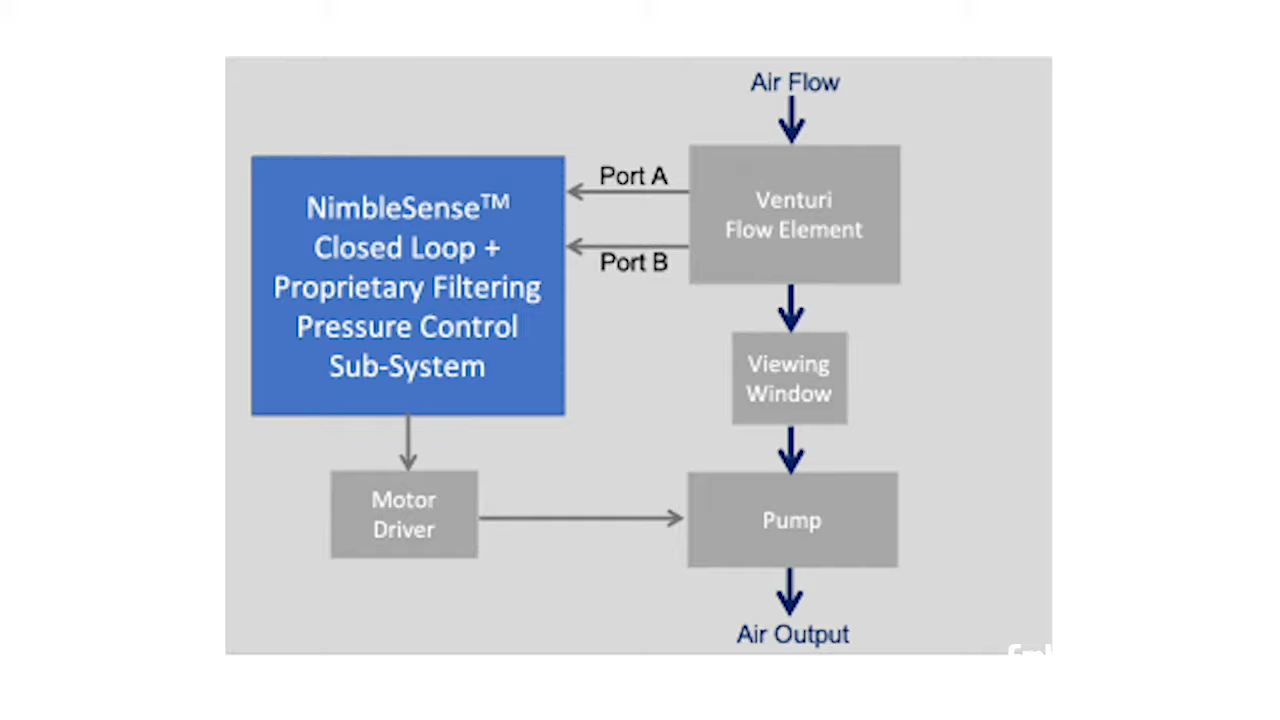 Air Flow
NimbleSense™
Closed Loop +
Proprietary Filtering
Pressure Control
Sub-System
Port A
Port B
Venturi
Flow Element
Viewing
Window
Motor
Driver
Pump
Air Output